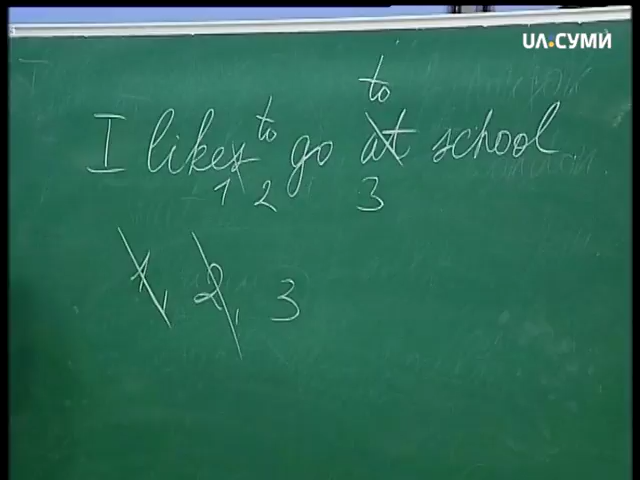 UA:СУМИ
to
I likes to go at school
1 2 3
1, 2, 3